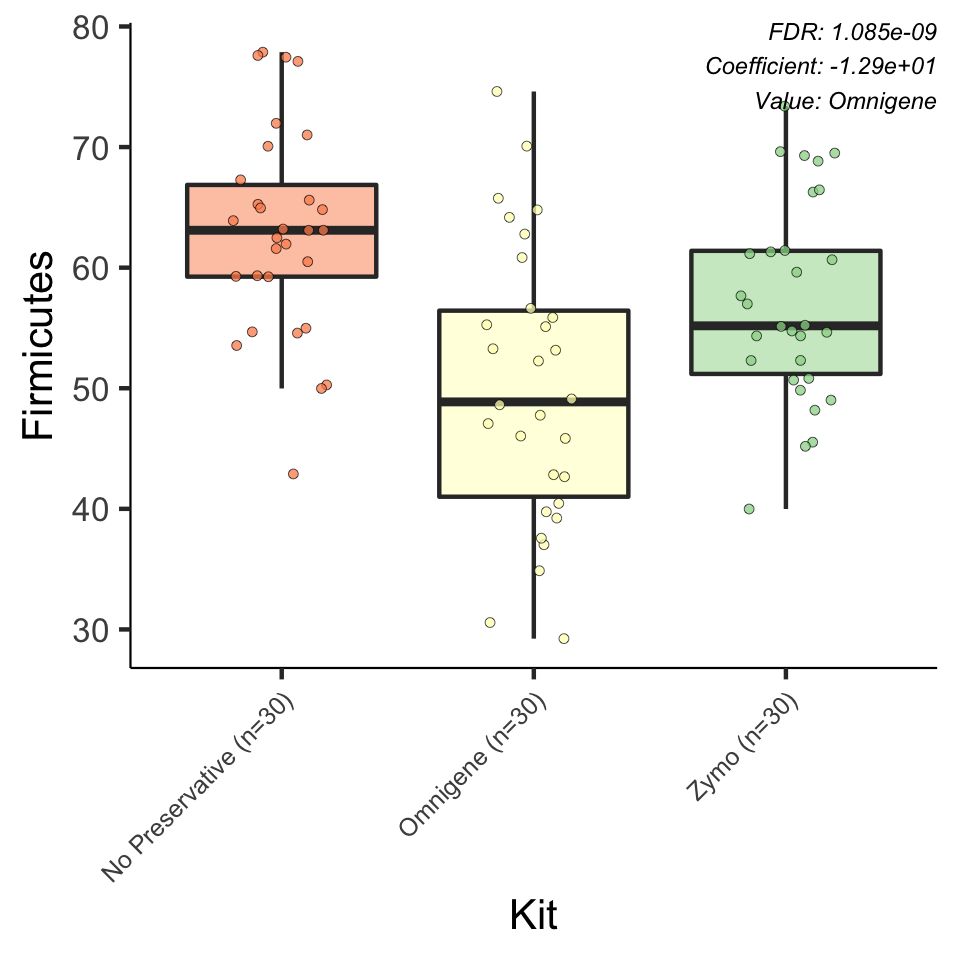 FDR: 1.085e-09
Coefficient: -1.29e+01
Value: Omnigene
80
70
60
50
40
30
Firmicutes
No Preservative (n=30)
Omnigene (n=30)
Zymo (n=30)
Kit